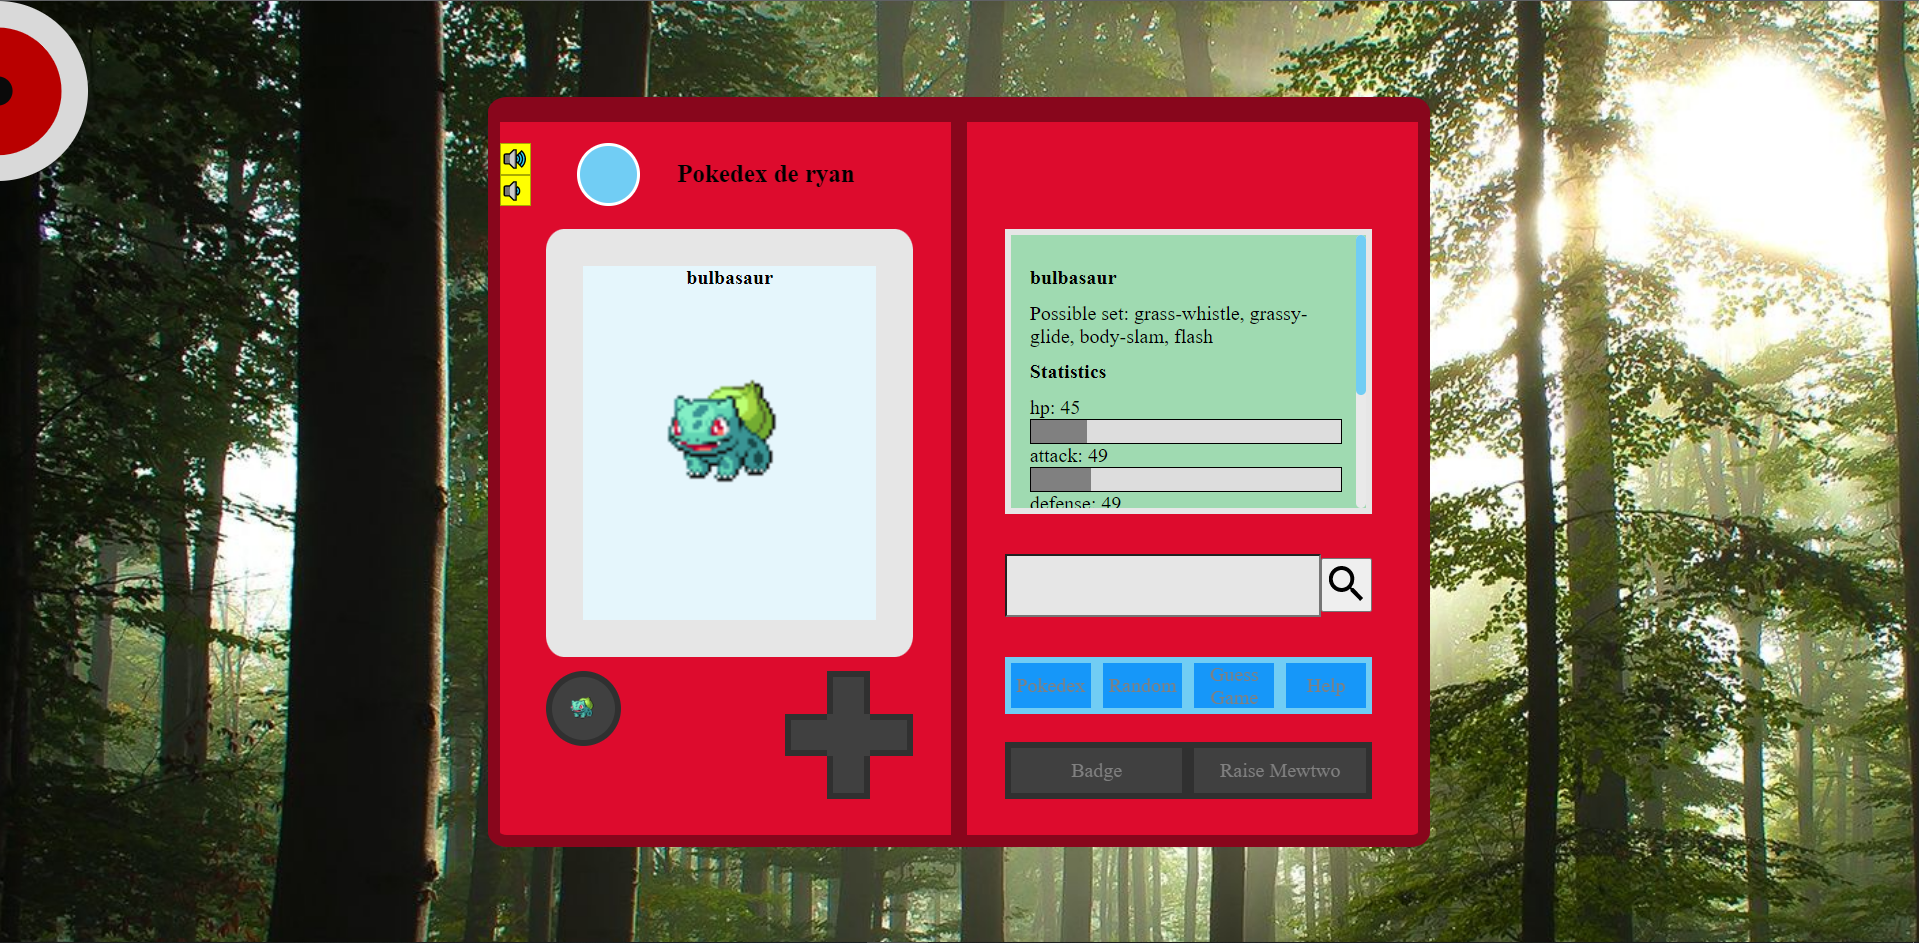 Pokedex de ryan
bulbasaur
bulbasaur
Possible set: grass-whistle, grassy-
glide, body-slam, flash
Statistics
hp: 45
attack: 49
defense: 49
Pokedex
Random
Guess
Game
Help
Badge
Raise Mewtwo